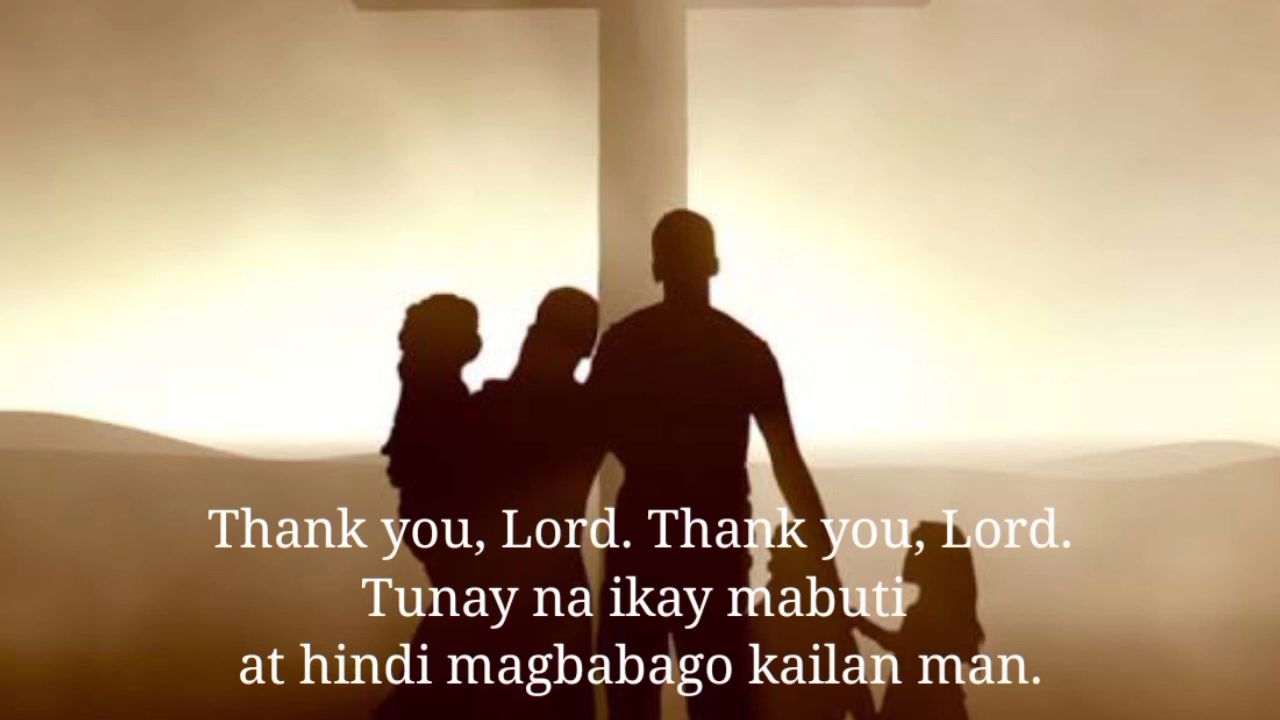 Thank you, Lord. Thank you, Lord.
Tunay na ikay mabuti
at hindi magbabago kailan man.